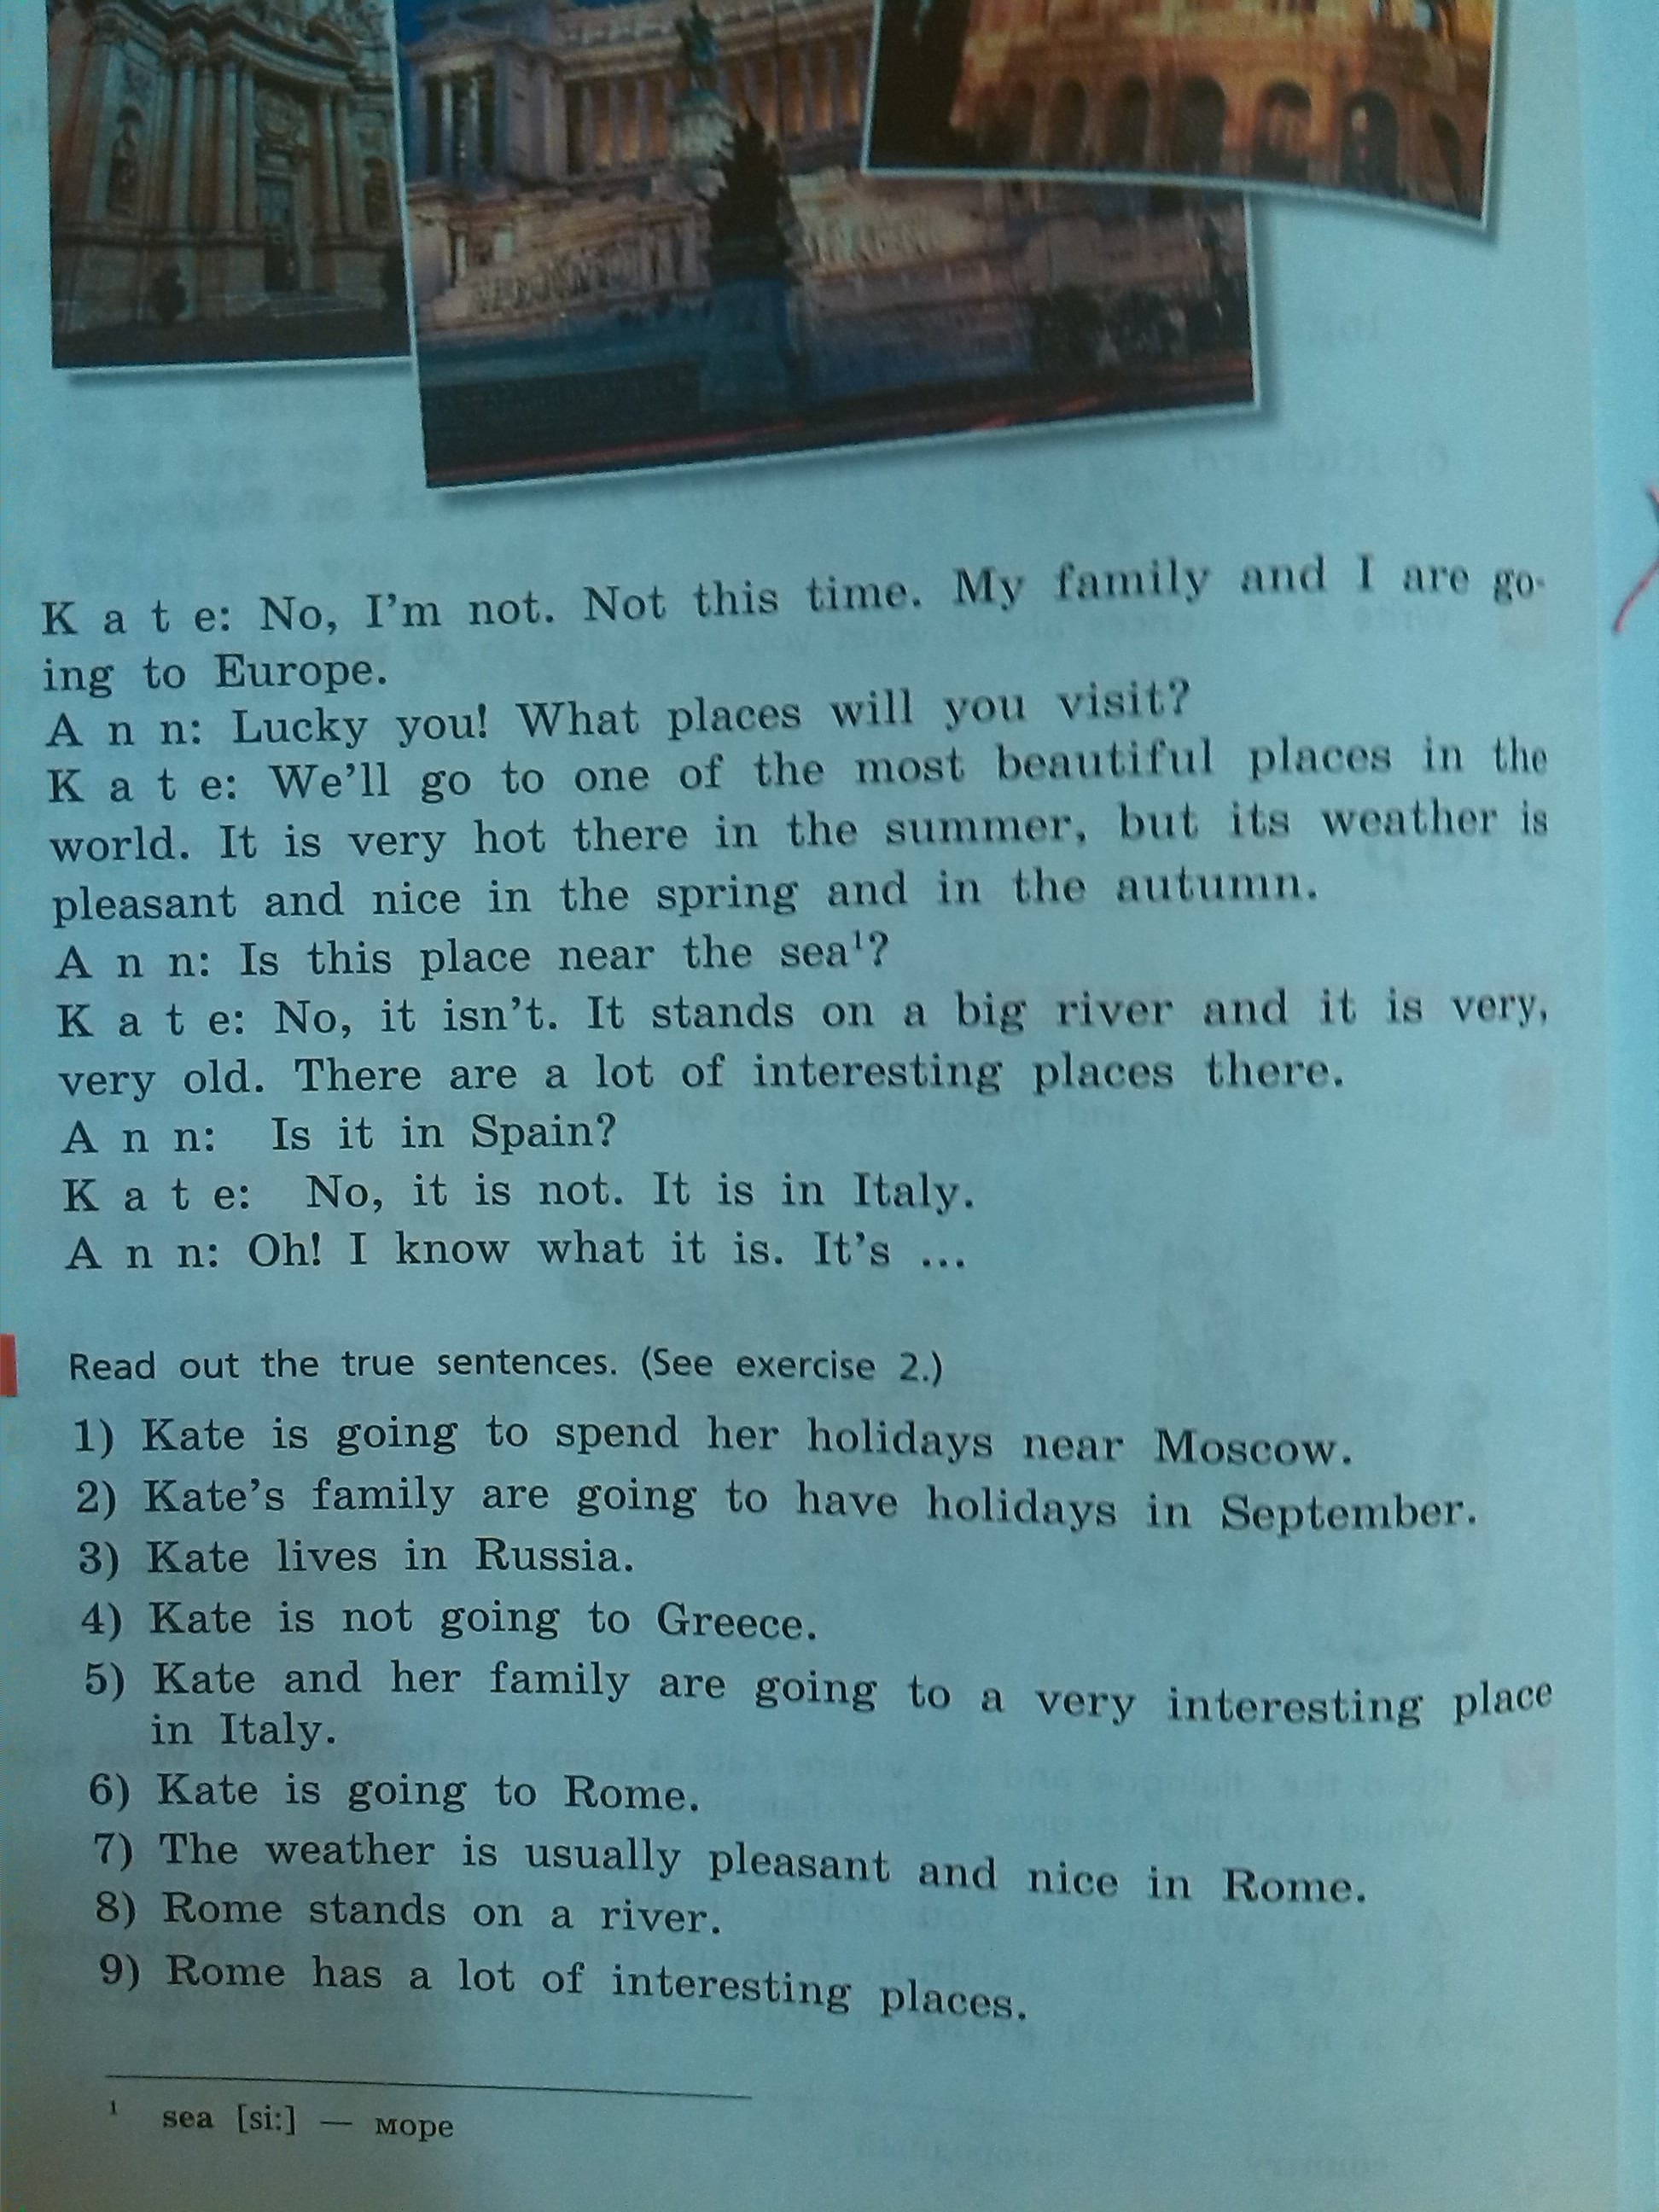 K a t e: No, I'm not. Not this time. My family and I are go-
ing to Europe.
A n n: Lucky you! What places will you visit?
K a t e: We'll go to one of the most beautiful places in the
world. It is very hot there in the summer, but its weather is
pleasant and nice in the spring and in the autumn.
A n n: Is this place near the sea¹?
K a t e: No, it isn't. It stands on a big river and it is very,
very old. There are a lot of interesting places there.
A n n: Is it in Spain?
K a t e: No, it is not. It is in Italy.
A n n: Oh! I know what it is. It's ...
Read out the true sentences. (See exercise 2.)
1) Kate is going to spend her holidays near Moscow.
2) Kate's family are going to have holidays in September.
3) Kate lives in Russia.
4) Kate is not going to Greece.
5) Kate and her family are going to a very interesting place
in Italy.
6) Kate is going to Rome.
7) The weather is usually pleasant and nice in Rome.
8) Rome stands on a river.
9) Rome has a lot of interesting places.
¹ sea [si:] — море